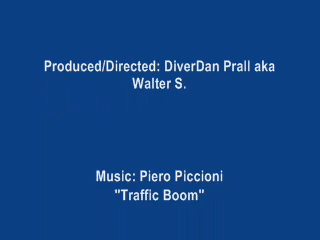 Produced/Directed: DiverDan Prall aka
Walter S.
Music: Piero Piccioni
"Traffic Boom"